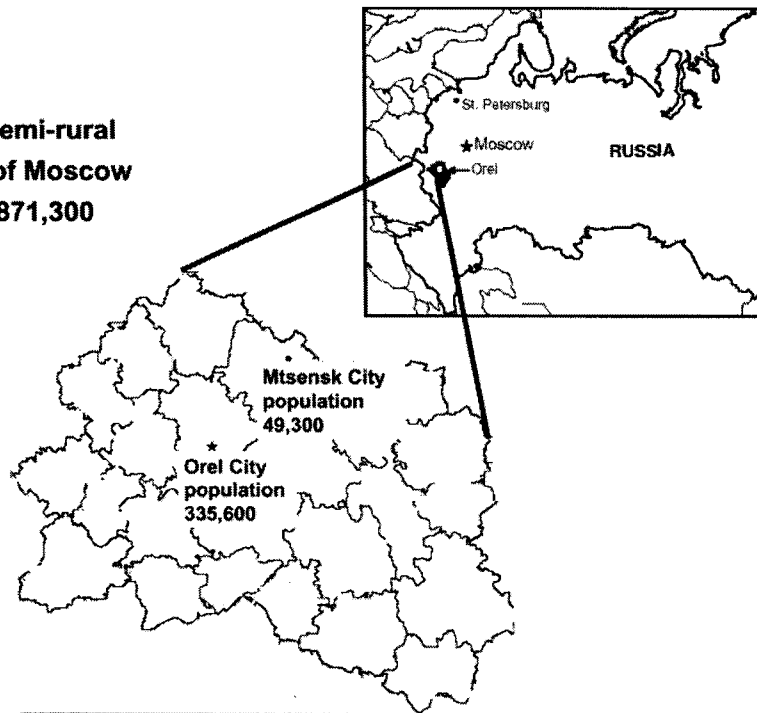 emi-rural
of Moscow
871,300
St. Petersburg
Moscow
RUSSIA
Orel
Mtsensk City
population
49,300
Orel City
population
335,600